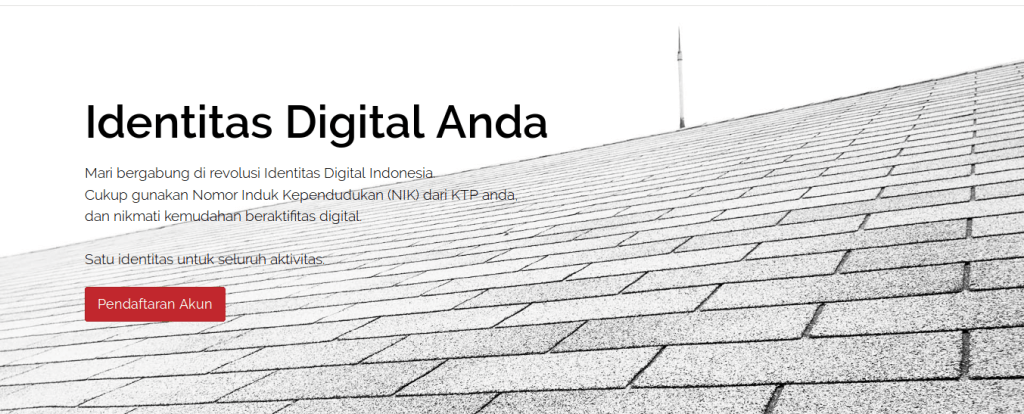 Identitas Digital Anda
Mari bergabung di revolusi Identitas Digital Indonesia.
Cukup gunakan Nomor Induk Kependudukan (NIK) dari KTP anda,
dan nikmati kemudahan beraktifitas digital.
Satu identitas untuk seluruh aktivitas.
Pendaftaran Akun